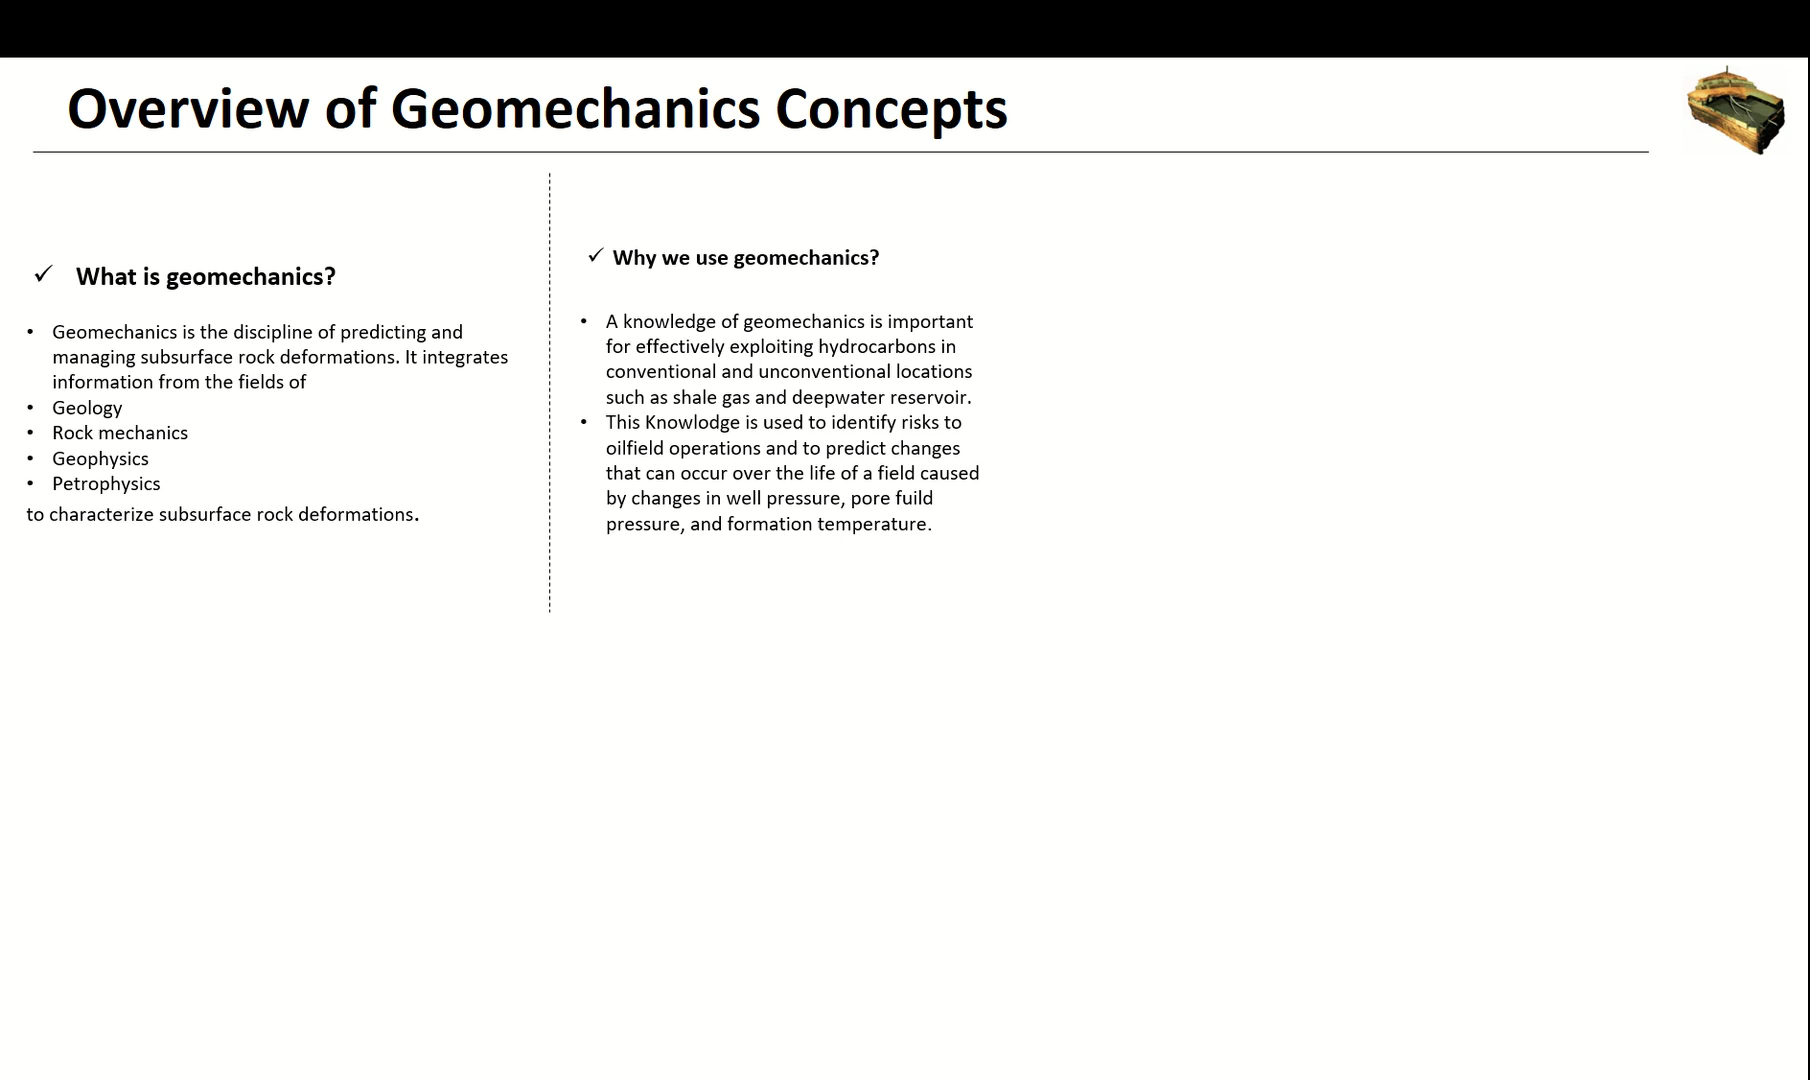 Overview of Geomechanics Concepts
✓ What is geomechanics?
• Geomechanics is the discipline of predicting and
managing subsurface rock deformations. It integrates
information from the fields of
• Geology
• Rock mechanics
• Geophysics
• Petrophysics
to characterize subsurface rock deformations.
✓ Why we use geomechanics?
• A knowledge of geomechanics is important
for effectively exploiting hydrocarbons in
conventional and unconventional locations
such as shale gas and deepwater reservoir.
• This Knowlodge is used to identify risks to
oilfield operations and to predict changes
that can occur over the life of a field caused
by changes in well pressure, pore fuild
pressure, and formation temperature.